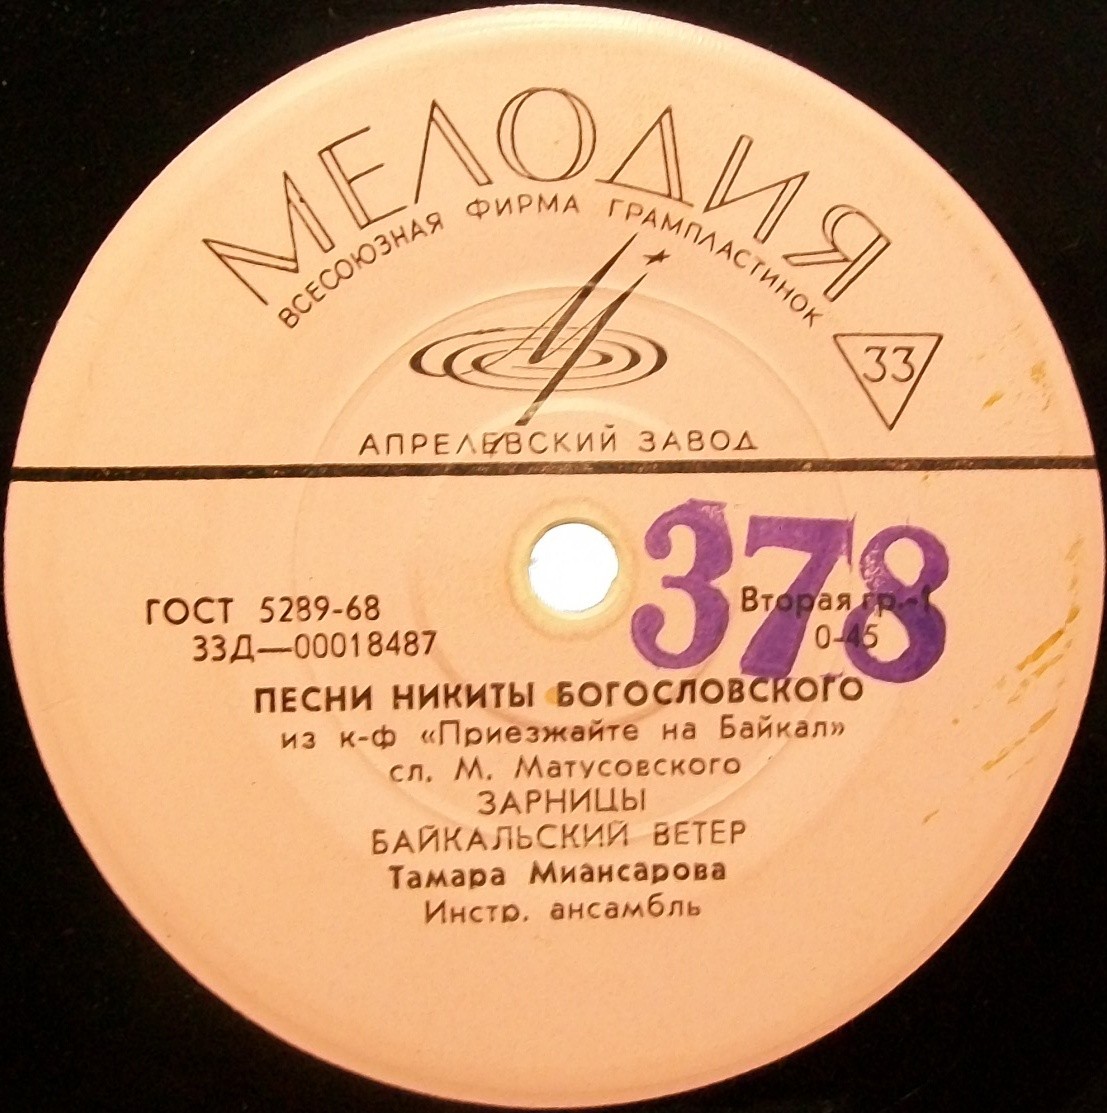 МЕЛОДИЯ
ВСЕСОЮЗНАЯ ФИРМА ГРАМПЛАСТИНОК
33
АПРЕЛЕВСКИЙ ЗАВОД
378
ГОСТ 5289-68
Вторая гр.-1
33Д—00018487
0-45
ПЕСНИ НИКИТЫ БОГОСЛОВСКОГО
из к-ф «Приезжайте на Байкал»
сл. М. Матусовского
ЗАРНИЦЫ
БАЙКАЛЬСКИЙ ВЕТЕР
Тамара Миансарова
Инстр. ансамбль